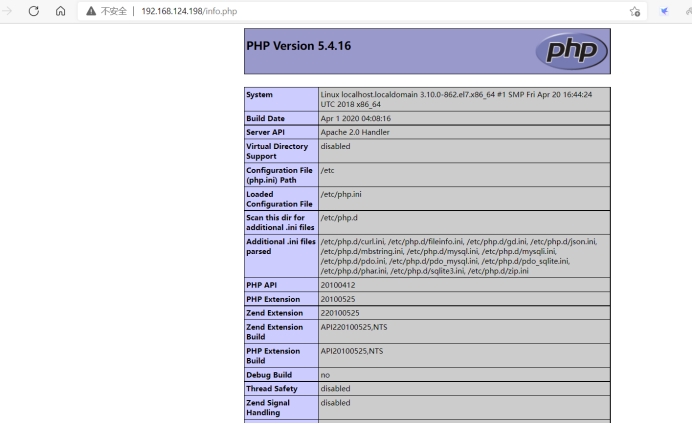 不安全 | 192.168.124.198/info.php
PHP Version 5.4.16
php
System
Linux localhost.localdomain 3.10.0-862.el7.x86_64 #1 SMP Fri Apr 20 16:44:24
UTC 2018 x86_64
Build Date
Apr 1 2020 04:08:16
Server API
Apache 2.0 Handler
Virtual Directory
Support
disabled
Configuration File
(php.ini) Path
/etc
Loaded
Configuration File
/etc/php.ini
Scan this dir for
additional .ini files
/etc/php.d
Additional .ini files
parsed
/etc/php.d/curl.ini, /etc/php.d/fileinfo.ini, /etc/php.d/gd.ini, /etc/php.d/json.ini,
/etc/php.d/mbstring.ini, /etc/php.d/mysql.ini, /etc/php.d/mysqli.ini,
/etc/php.d/pdo.ini, /etc/php.d/pdo_mysql.ini, /etc/php.d/pdo_sqlite.ini,
/etc/php.d/phar.ini, /etc/php.d/sqlite3.ini, /etc/php.d/zip.ini
PHP API
20100412
PHP Extension
20100525
Zend Extension
220100525
Zend Extension
Build
API220100525,NTS
PHP Extension
Build
API20100525,NTS
Debug Build
no
Thread Safety
disabled
Zend Signal
Handling
disabled